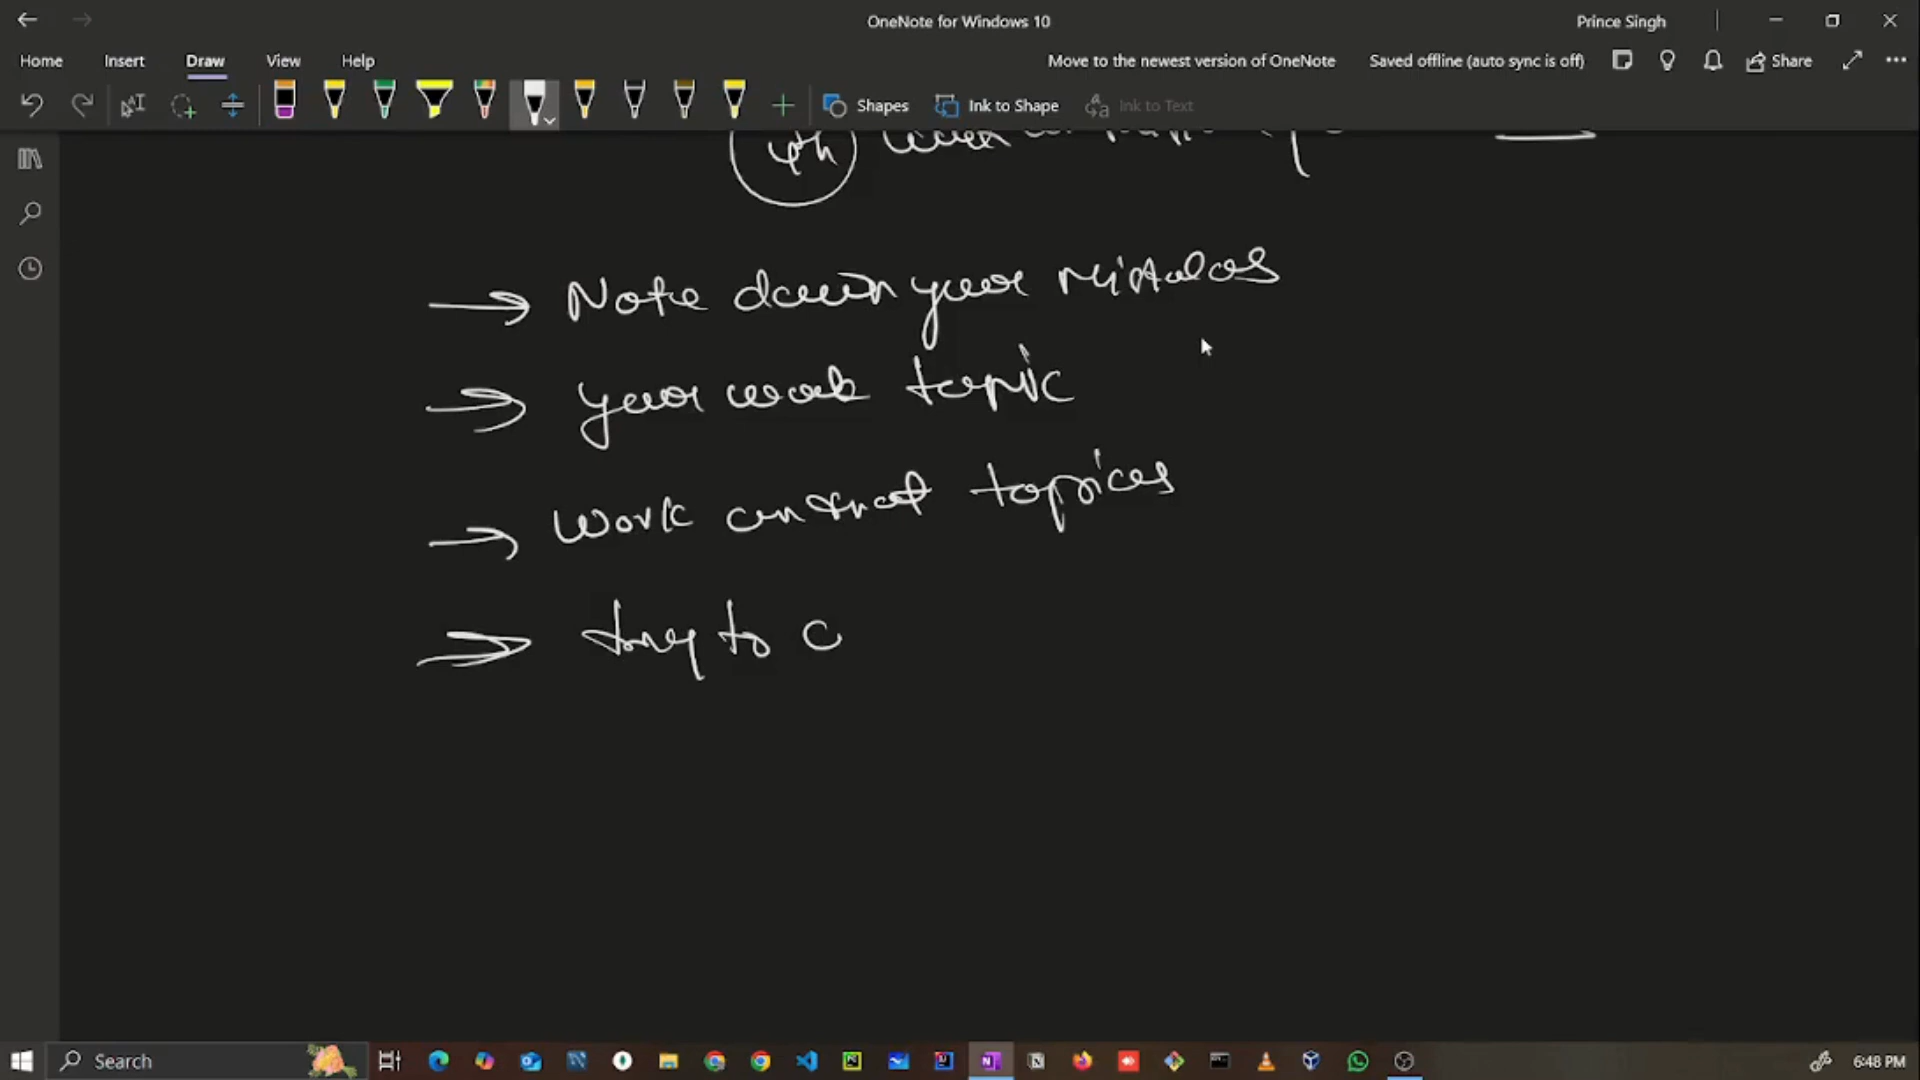 OneNote for Windows 10 Prince Singh
Home Insert Draw View Help Move to the newest version of OneNote Saved offline (auto sync is off) Share
Shapes Ink to Shape Ink to Text
4th
→ Note down your mistakes
→ your weak topic
→ Work on that topices
→ try to c
Search 6:48 PM